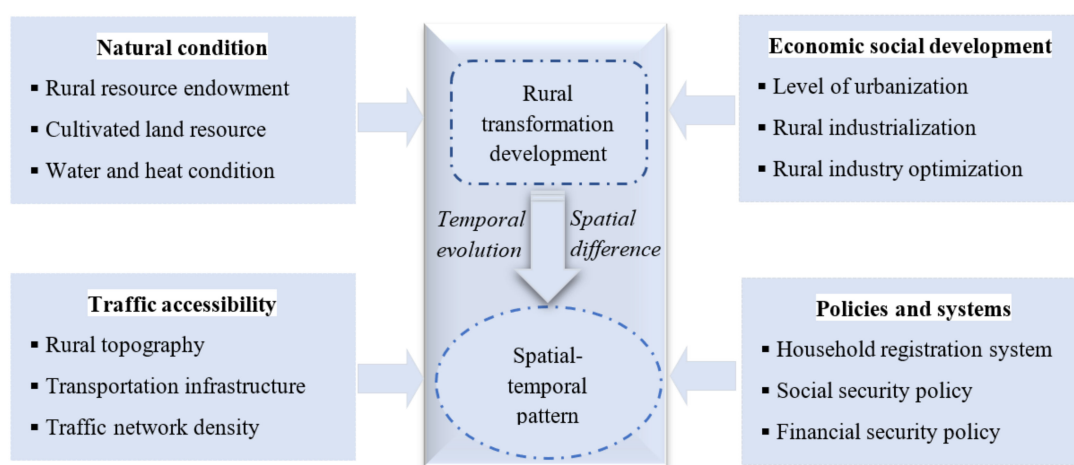 Natural condition
▪ Rural resource endowment
▪ Cultivated land resource
▪ Water and heat condition
Traffic accessibility
▪ Rural topography
▪ Transportation infrastructure
▪ Traffic network density
Rural
transformation
development
Temporal
evolution
Spatial
difference
Spatial-
temporal
pattern
Economic social development
▪ Level of urbanization
▪ Rural industrialization
▪ Rural industry optimization
Policies and systems
▪ Household registration system
▪ Social security policy
▪ Financial security policy